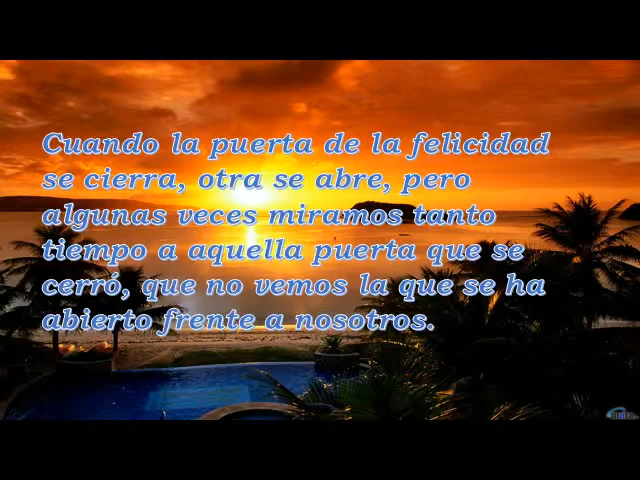 Cuando la puerta de la felicidad
se cierra, otra se abre, pero
algunas veces miramos tanto
tiempo a aquella puerta que se
cerró, que no vemos la que se ha
abierto frente a nosotros.